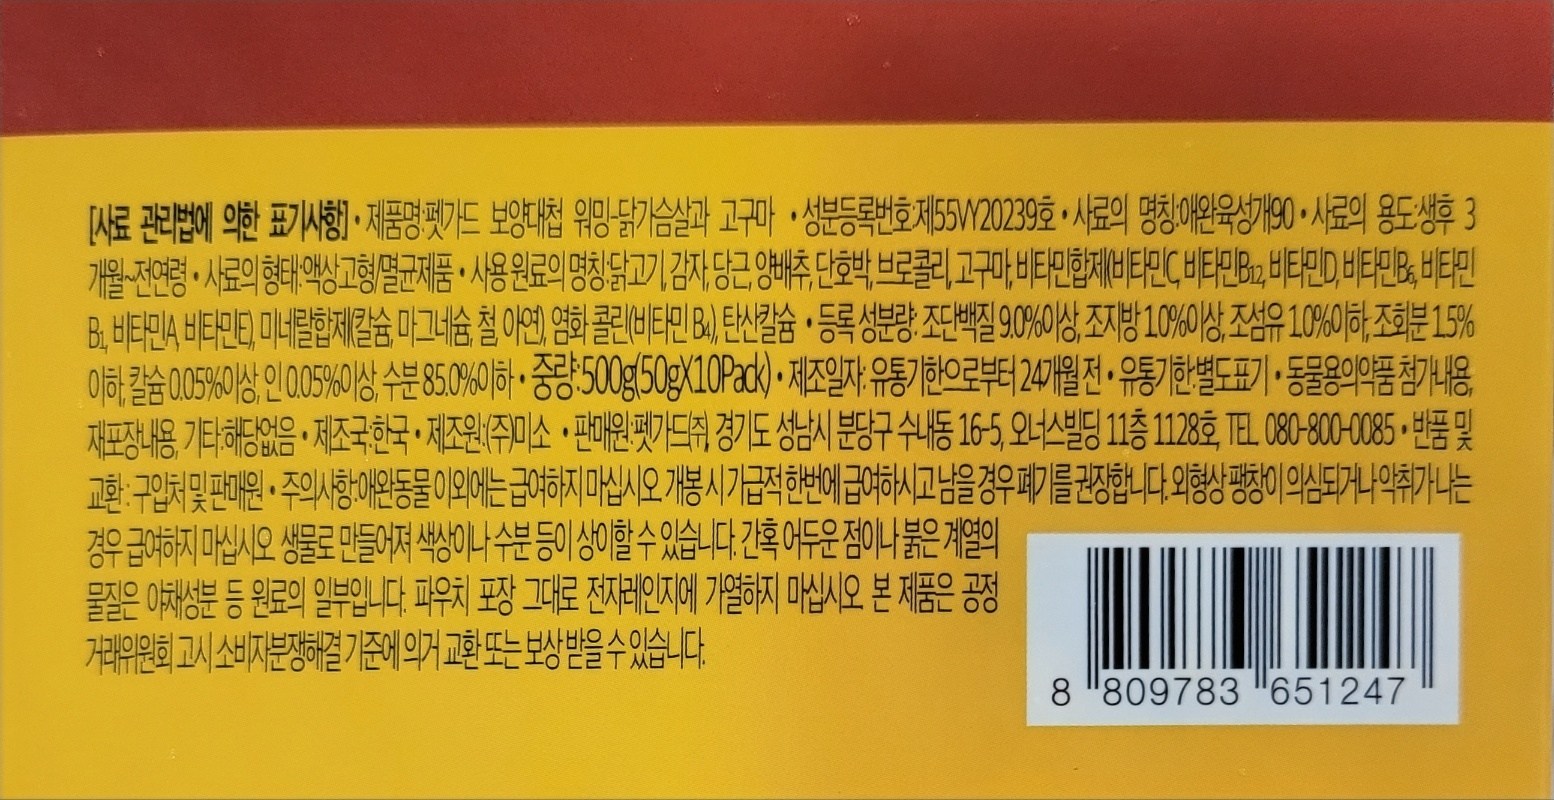 [사료 관리법에 의한 표기사항] • 제품명:펫가드 보양대첩 워밍-닭가슴살과 고구마 • 성분등록번호:제55VY20239호 • 사료의 명칭:애완육성개90 • 사료의 용도:생후 3
개월~전연령 • 사료의 형태:액상고형/멸균제품 • 사용 원료의 명칭:닭고기, 감자, 당근, 양배추, 단호박, 브로콜리, 고구마, 비타민합제(비타민C, 비타민B12, 비타민D, 비타민B6, 비타민
B1, 비타민A, 비타민E), 미네랄합제(칼슘, 마그네슘, 철, 아연), 염화 콜린(비타민 B4), 탄산칼슘 • 등록 성분량: 조단백질 9.0%이상, 조지방 1.0%이상, 조섬유 1.0%이하, 조회분 1.5%
이하, 칼슘 0.05%이상, 인 0.05%이상, 수분 85.0%이하 • 중량:500g(50gX10Pack) • 제조일자: 유통기한으로부터 24개월 전 • 유통기한:별도표기 • 동물용의약품 첨가내용,
재포장내용, 기타:해당없음 • 제조국:한국 • 제조원:(주)미소 • 판매원:펫가드㈜, 경기도 성남시 분당구 수내동 16-5, 오너스빌딩 11층 1128호, TEL. 080-800-0085 • 반품 및
교환 : 구입처 및 판매원 • 주의사항:애완동물 이외에는 급여하지 마십시오. 개봉 시 가급적 한번에 급여하시고 남을 경우 폐기를 권장합니다. 외형상 팽창이 의심되거나 악취가 나는
경우 급여하지 마십시오. 생물로 만들어져 색상이나 수분 등이 상이할 수 있습니다. 간혹 어두운 점이나 붉은 계열의
물질은 야채성분 등 원료의 일부입니다. 파우치 포장 그대로 전자레인지에 가열하지 마십시오. 본 제품은 공정
거래위원회 고시 소비자분쟁해결 기준에 의거 교환 또는 보상 받을 수 있습니다.
8 809783 651247